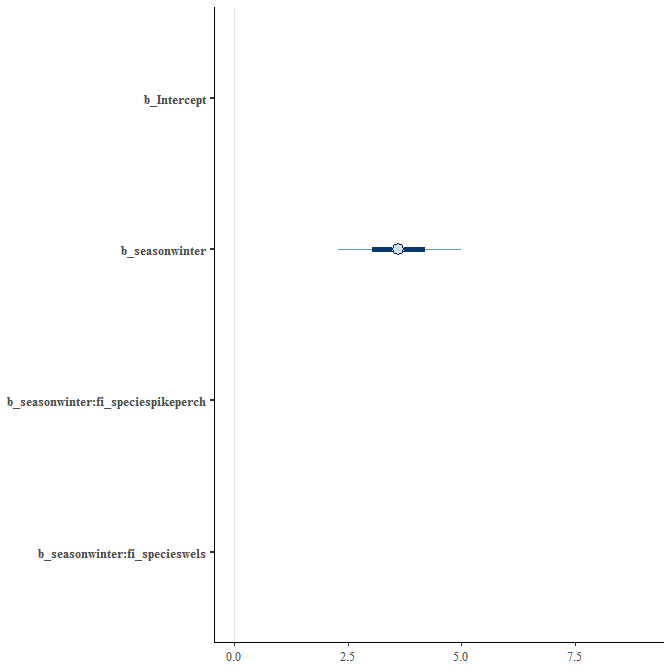 b_Intercept
b_seasonwinter
b_seasonwinter:fi_speciespikeperch
b_seasonwinter:fi_specieswels
0.0 2.5 5.0 7.5